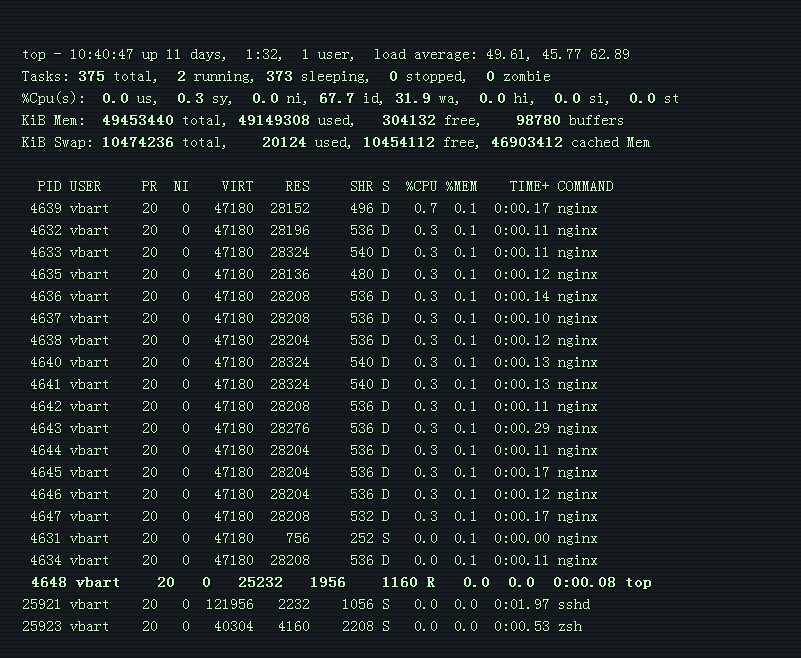 top - 10:40:47 up 11 days,  1:32,  1 user,  load average: 49.61, 45.77 62.89
Tasks: 375 total,  2 running, 373 sleeping,  0 stopped,  0 zombie
%Cpu(s):  0.0 us,  0.3 sy,  0.0 ni, 67.7 id, 31.9 wa,  0.0 hi,  0.0 si,  0.0 st
KiB Mem:  49453440 total, 49149308 used,  304132 free,  98780 buffers
KiB Swap: 10474236 total,  20124 used, 10454112 free, 46903412 cached Mem
PID USER PR NI VIRT RES SHR S %CPU %MEM TIME+ COMMAND
4639 vbart 20 0 47180 28152 496 D 0.7 0.1 0:00.17 nginx
4632 vbart 20 0 47180 28196 536 D 0.3 0.1 0:00.11 nginx
4633 vbart 20 0 47180 28324 540 D 0.3 0.1 0:00.11 nginx
4635 vbart 20 0 47180 28136 480 D 0.3 0.1 0:00.12 nginx
4636 vbart 20 0 47180 28208 536 D 0.3 0.1 0:00.14 nginx
4637 vbart 20 0 47180 28208 536 D 0.3 0.1 0:00.10 nginx
4638 vbart 20 0 47180 28204 536 D 0.3 0.1 0:00.12 nginx
4640 vbart 20 0 47180 28324 540 D 0.3 0.1 0:00.13 nginx
4641 vbart 20 0 47180 28324 540 D 0.3 0.1 0:00.13 nginx
4642 vbart 20 0 47180 28208 536 D 0.3 0.1 0:00.11 nginx
4643 vbart 20 0 47180 28276 536 D 0.3 0.1 0:00.29 nginx
4644 vbart 20 0 47180 28204 536 D 0.3 0.1 0:00.11 nginx
4645 vbart 20 0 47180 28204 536 D 0.3 0.1 0:00.17 nginx
4646 vbart 20 0 47180 28204 536 D 0.3 0.1 0:00.12 nginx
4647 vbart 20 0 47180 28208 532 D 0.3 0.1 0:00.17 nginx
4631 vbart 20 0 47180 756 252 S 0.0 0.1 0:00.00 nginx
4634 vbart 20 0 47180 28208 536 D 0.0 0.1 0:00.11 nginx
4648 vbart 20 0 25232 1956 1160 R 0.0 0.0 0:00.08 top
25921 vbart 20 0 121956 2232 1056 S 0.0 0.0 0:01.97 sshd
25923 vbart 20 0 40304 4160 2208 S 0.0 0.0 0:00.53 zsh